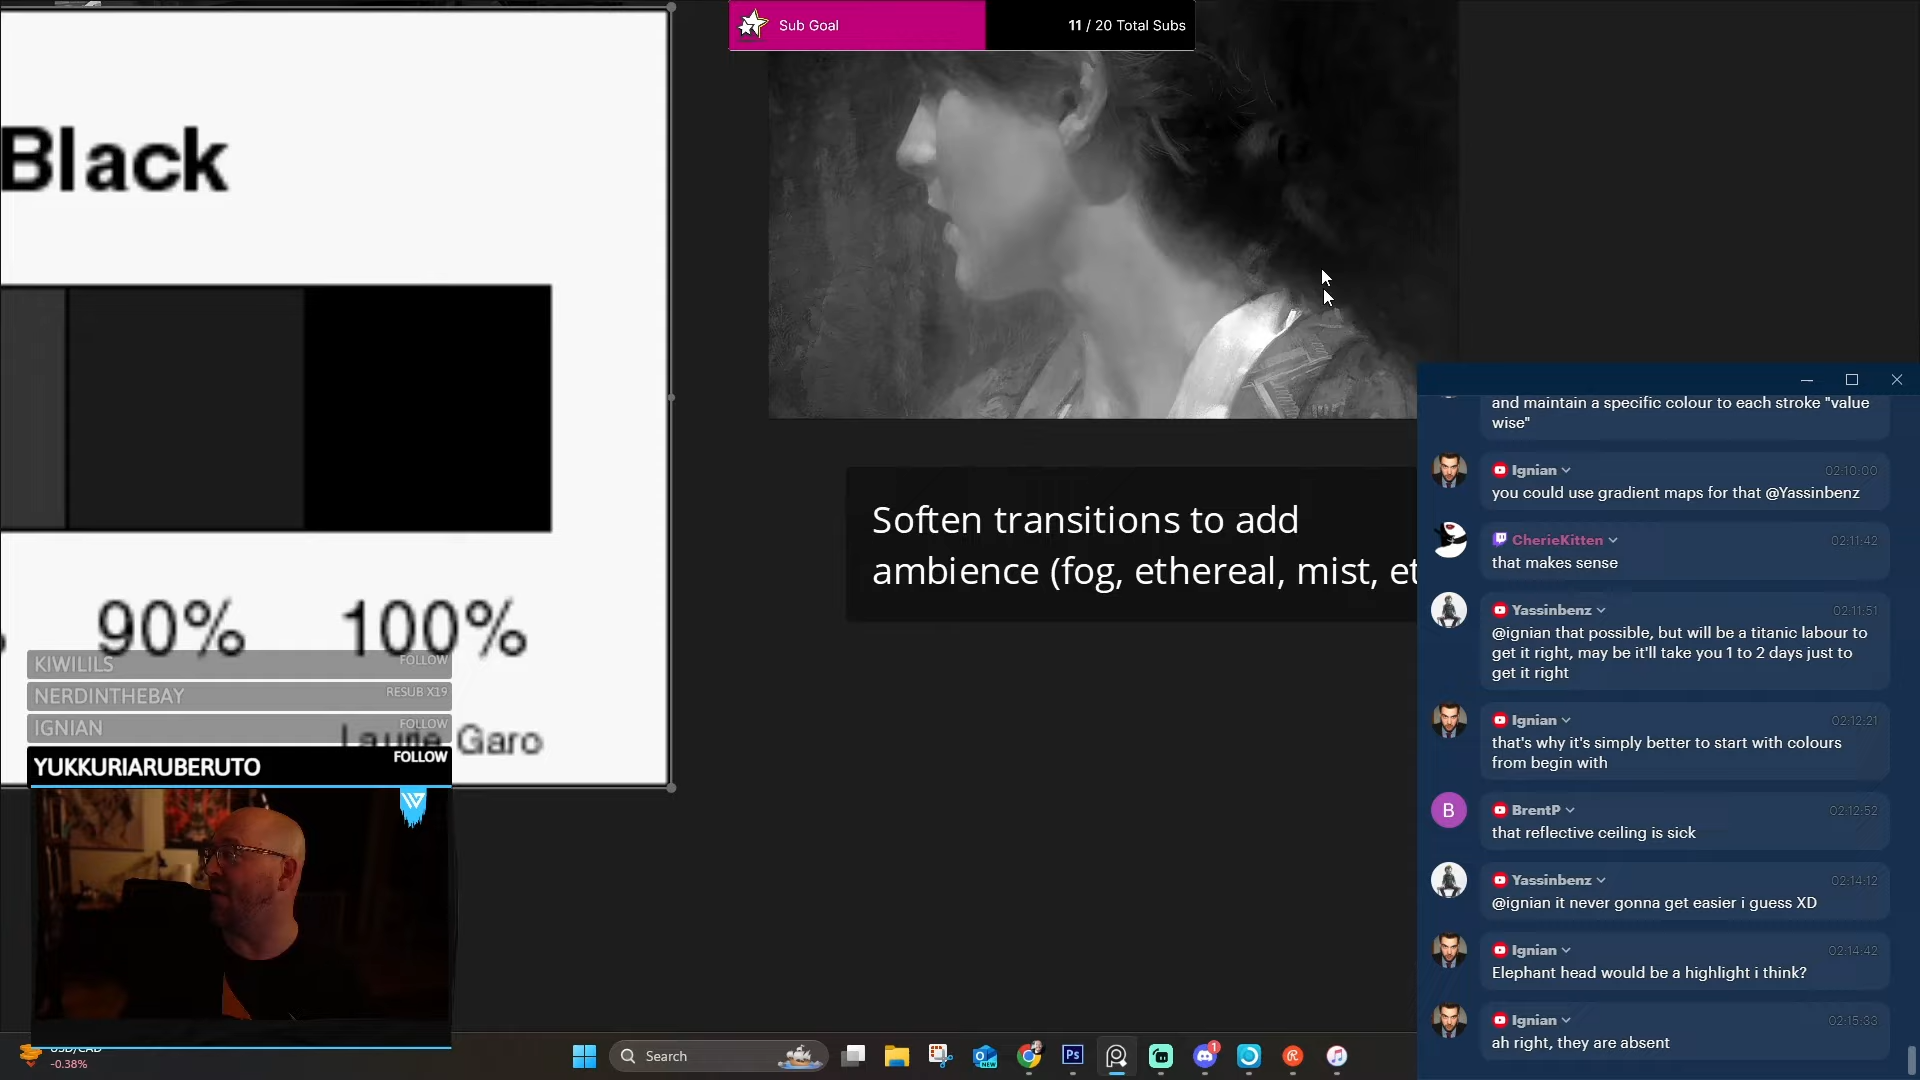 Sub Goal
11 / 20 Total Subs
Black
90% 100%
Garo
KIWILILS FOLLOW
NERDINTHEBAY RESUB X19
IGNIAN FOLLOW
YUKKURIARUBERUTO FOLLOW
Soften transitions to add
ambience (fog, ethereal, mist, et
and maintain a specific colour to each stroke "value
wise"
Ignian 02:10:00
you could use gradient maps for that @Yassinbenz
CherieKitten 02:11:42
that makes sense
Yassinbenz 02:11:51
@ignian that possible, but will be a titanic labour to
get it right, may be it'll take you 1 to 2 days just to
get it right
Ignian 02:12:21
that's why it's simply better to start with colours
from begin with
B
BrentP 02:12:52
that reflective ceiling is sick
Yassinbenz 02:14:12
@ignian it never gonna get easier i guess XD
Ignian 02:14:42
Elephant head would be a highlight i think?
Ignian 02:15:33
ah right, they are absent
USD/CAD
-0.38%
Search
NEW
Ps
1